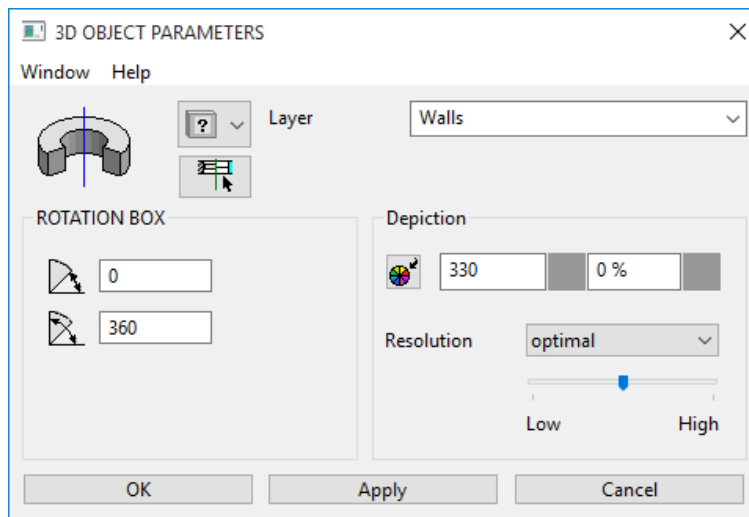 3D OBJECT PARAMETERS
Window Help
?
Layer Walls
ROTATION BOX
Depiction
0
330 0 %
360
Resolution optimal
Low High
OK Apply Cancel